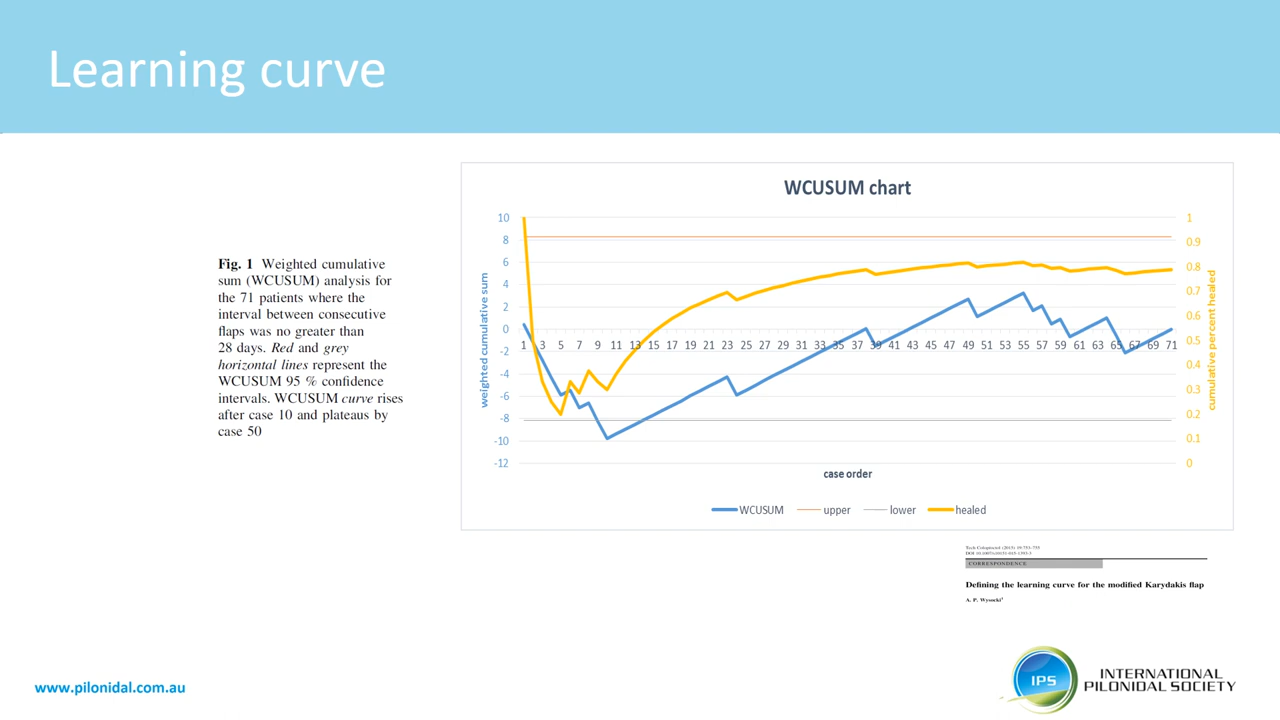 Learning curve
Fig. 1 Weighted cumulative
sum (WCUSUM) analysis for
the 71 patients where the
interval between consecutive
flaps was no greater than
28 days. Red and grey
horizontal lines represent the
WCUSUM 95 % confidence
intervals. WCUSUM curve rises
after case 10 and plateaus by
case 50
WCUSUM chart
weighted cumulative sum
10
8
6
4
2
0
-2
-4
-6
-8
-10
-12
1 3 5 7 9 11 13 15 17 19 21 23 25 27 29 31 33 35 37 39 41 43 45 47 49 51 53 55 57 59 61 63 65 67 69 71
1
0.9
0.8
0.7
0.6
0.5
0.4
0.3
0.2
0.1
0
cumulative percent healed
case order
WCUSUM upper lower healed
Tech Coloproctol (2015) 19:753–755
CORRESPONDENCE
Defining the learning curve for the modified Karydakis flap
A. P. Wysocki
www.pilonidal.com.au
IPS
INTERNATIONAL
PILONIDAL SOCIETY